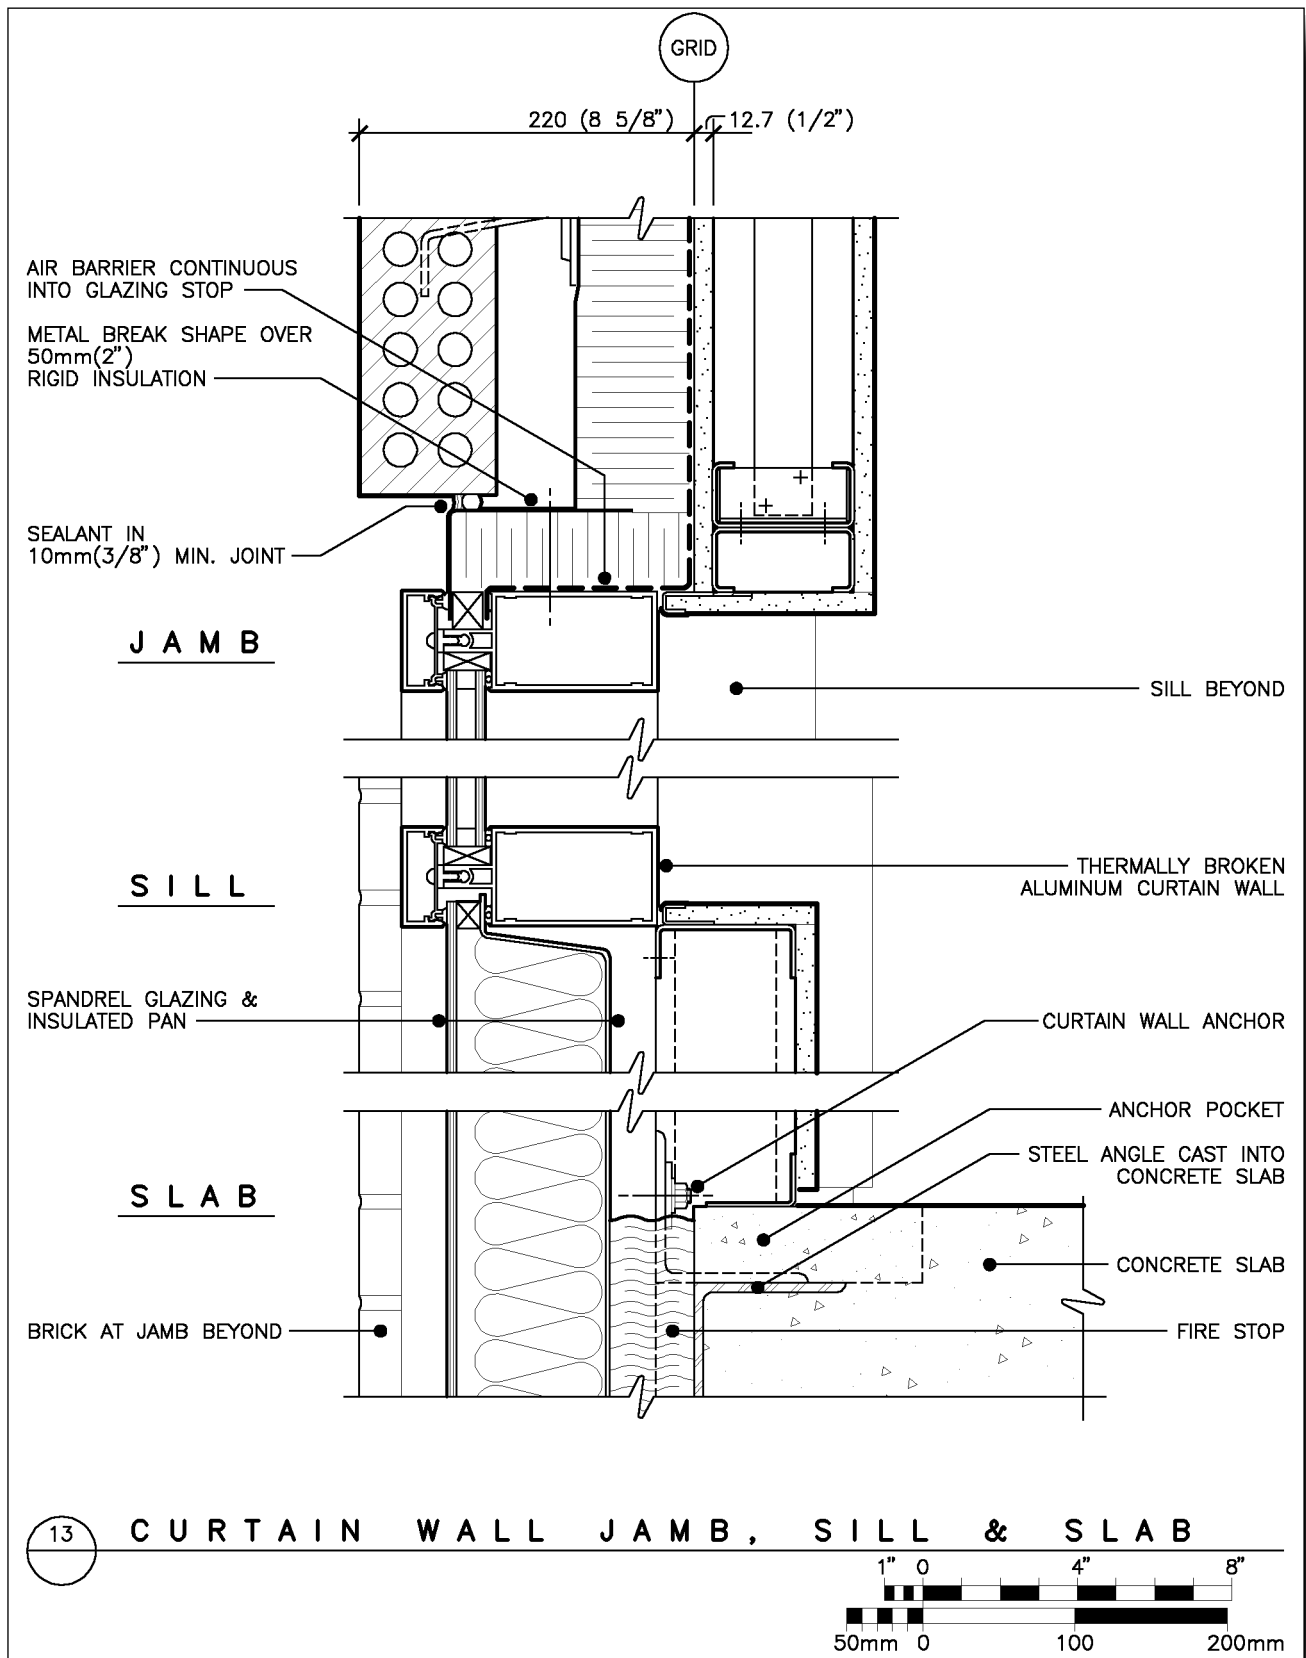 GRID
220 (8 5/8")
12.7 (1/2")
AIR BARRIER CONTINUOUS
INTO GLAZING STOP
METAL BREAK SHAPE OVER
50mm(2")
RIGID INSULATION
SEALANT IN
10mm(3/8") MIN. JOINT
JAMB
SILL BEYOND
SILL
THERMALLY BROKEN
ALUMINUM CURTAIN WALL
SPANDREL GLAZING &
INSULATED PAN
CURTAIN WALL ANCHOR
ANCHOR POCKET
STEEL ANGLE CAST INTO
CONCRETE SLAB
SLAB
CONCRETE SLAB
BRICK AT JAMB BEYOND
FIRE STOP
13 CURTAIN WALL JAMB, SILL & SLAB
1" 0 4" 8"
50mm 0 100 200mm